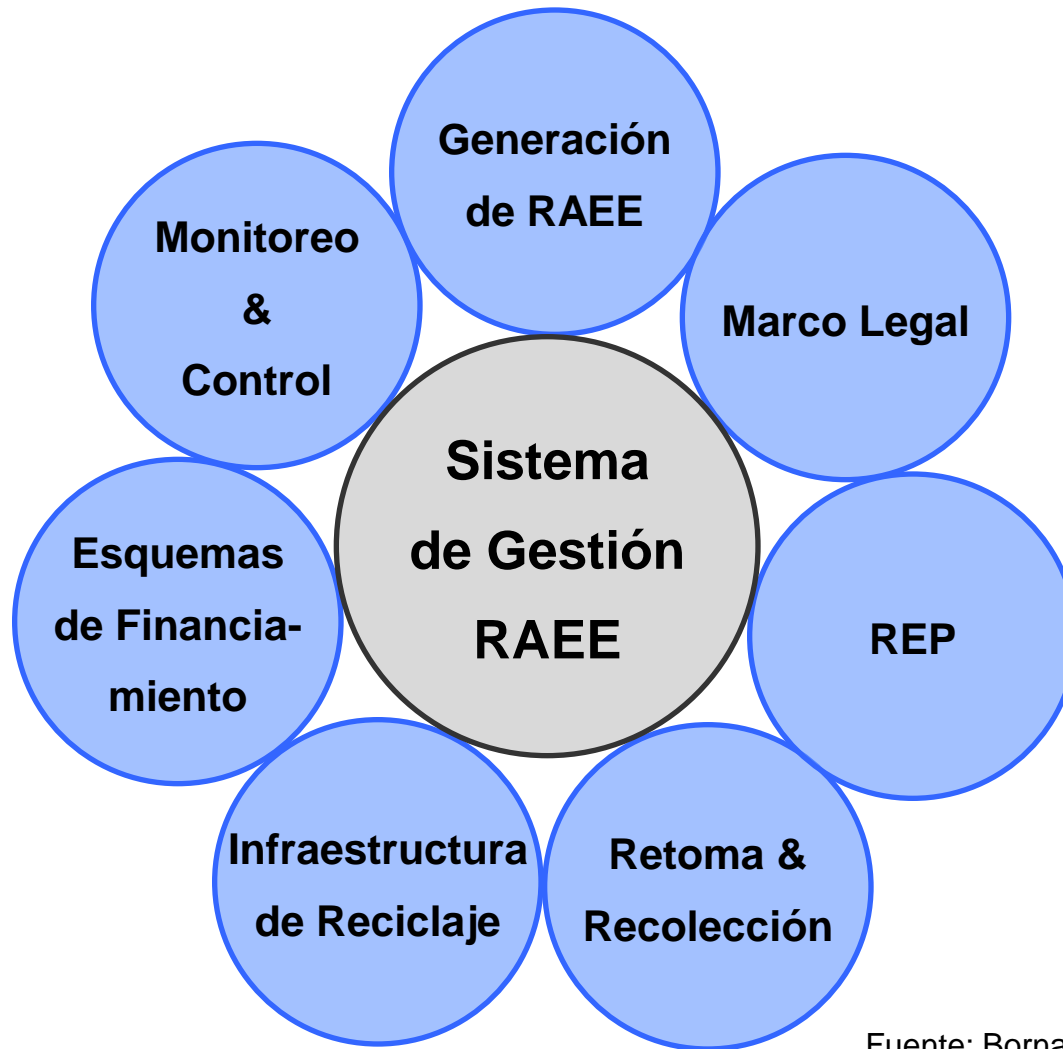 Generación
de RAEE
Marco Legal
REP
Retoma &
Recolección
Infraestructura
de Reciclaje
Esquemas
de Financia-
miento
Monitoreo
&
Control
Sistema
de Gestión
RAEE
Fuente: